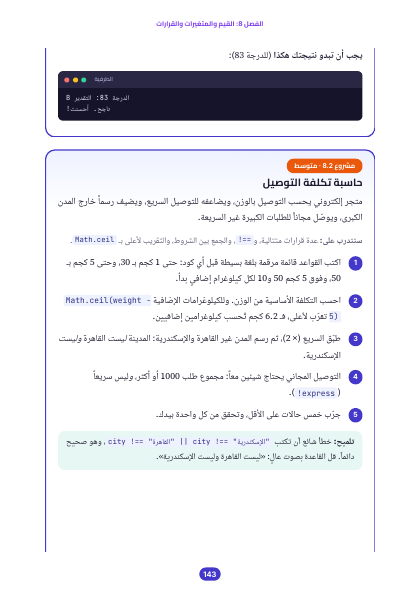 الفصل 8: القيم والمتغيرات والقرارات
يجب أن تبدو نتيجتك هكذا (للدرجة 83):
الطرفية
الدرجة 83: التقدير B
ناجح. أحسنت!
مشروع 8.2 · متوسط
حاسبة تكلفة التوصيل
متجر إلكتروني يحسب التوصيل بالوزن، ويضاعفه للتوصيل السريع، ويضيف رسماً خارج المدن
الكبرى، ويوصّل مجاناً للطلبات الكبيرة غير السريعة.
ستتدرب على: عدة قرارات متتالية، و !== ، والجمع بين الشروط، والتقريب لأعلى بـ Math.ceil .
1 اكتب القواعد قائمة مرقمة بلغة بسيطة قبل أي كود: حتى 1 كجم بـ 30، وحتى 5 كجم بـ
50، وفوق 5 كجم 50 و10 لكل كيلوغرام إضافي بدأ.
2 احسب التكلفة الأساسية من الوزن. وللكيلوغرامات الإضافية Math.ceil(weight -
5) تقرّب لأعلى، فـ 6.2 كجم تُحسب كيلوغرامين إضافيين.
3 طبّق السريع (× 2)، ثم رسم المدن غير القاهرة والإسكندرية: المدينة ليست القاهرة وليست
الإسكندرية.
4 التوصيل المجاني يحتاج شيئين معاً: مجموع طلب 1000 أو أكثر، وليس سريعاً
( !express ).
5 جرّب خمس حالات على الأقل، وتحقق من كل واحدة بيدك.
تلميح: خطأ شائع أن تكتب city !== "القاهرة" || city !== "الإسكندرية" ، وهو صحيح
دائماً. قل القاعدة بصوت عالٍ: «ليست القاهرة وليست الإسكندرية».
143